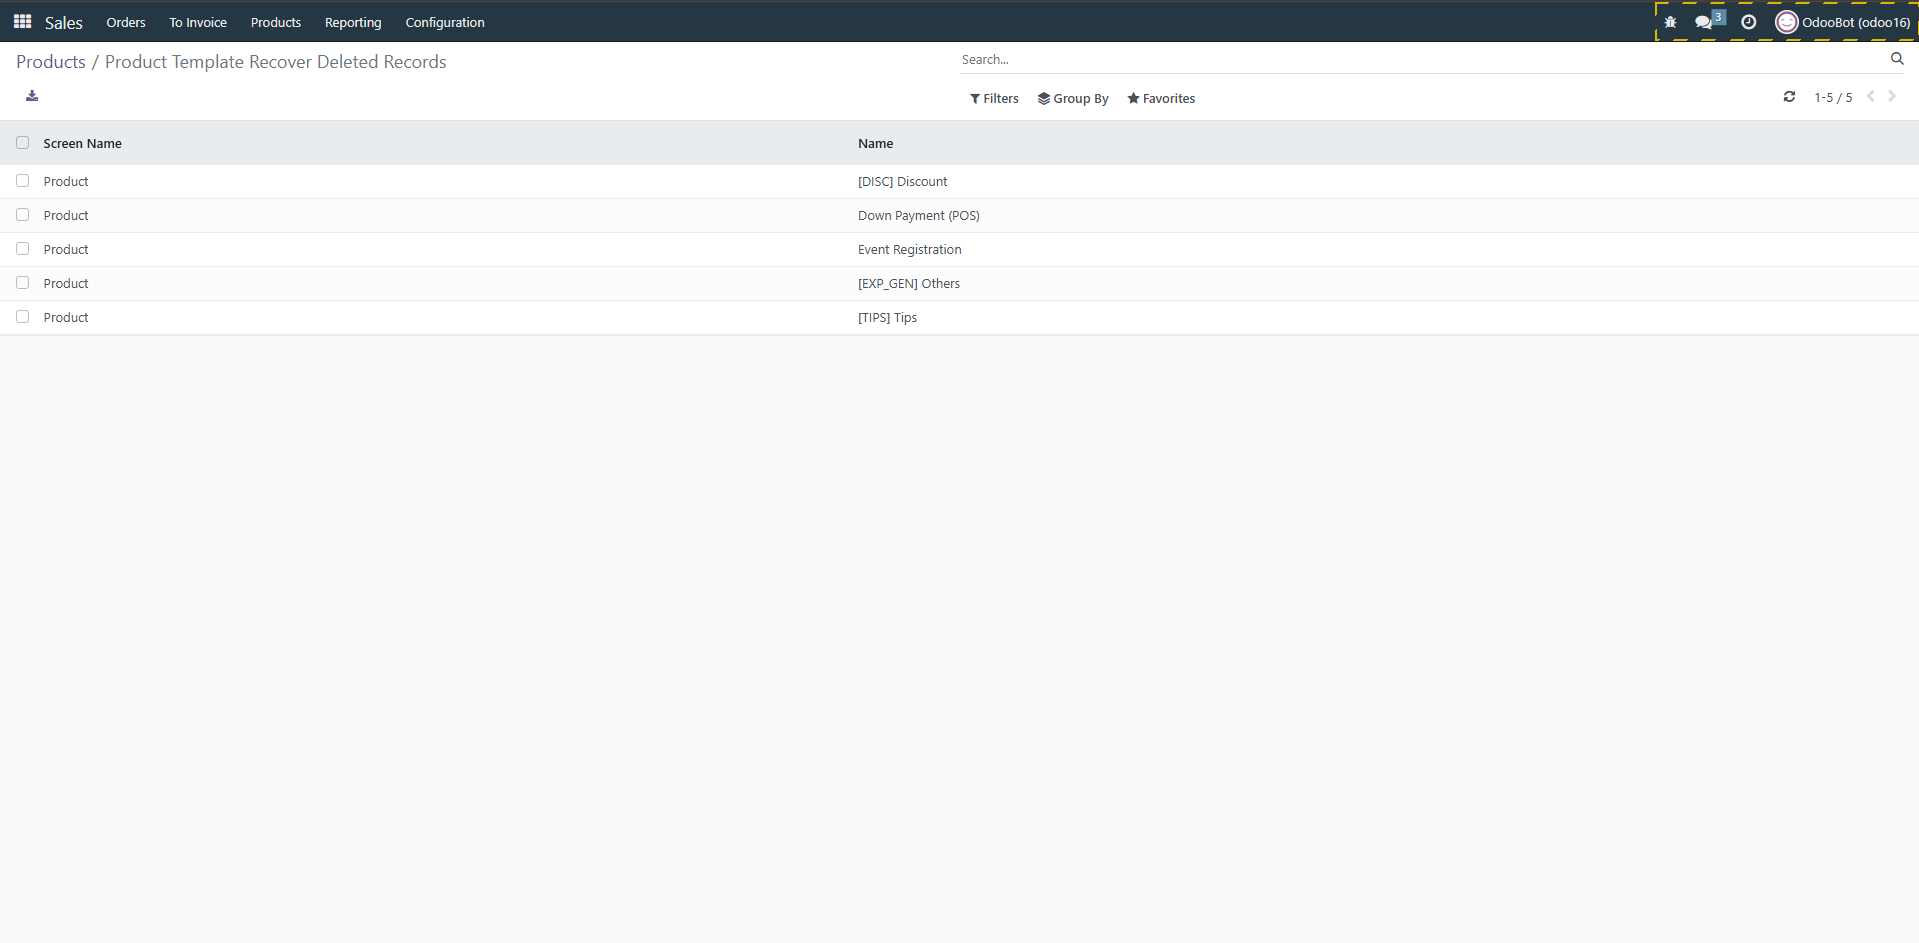 Sales Orders To Invoice Products Reporting Configuration 3 OdooBot (odoo16)
Products / Product Template Recover Deleted Records Search...
Filters Group By Favorites 1-5 / 5
Screen Name Name
Product [DISC] Discount
Product Down Payment (POS)
Product Event Registration
Product [EXP_GEN] Others
Product [TIPS] Tips